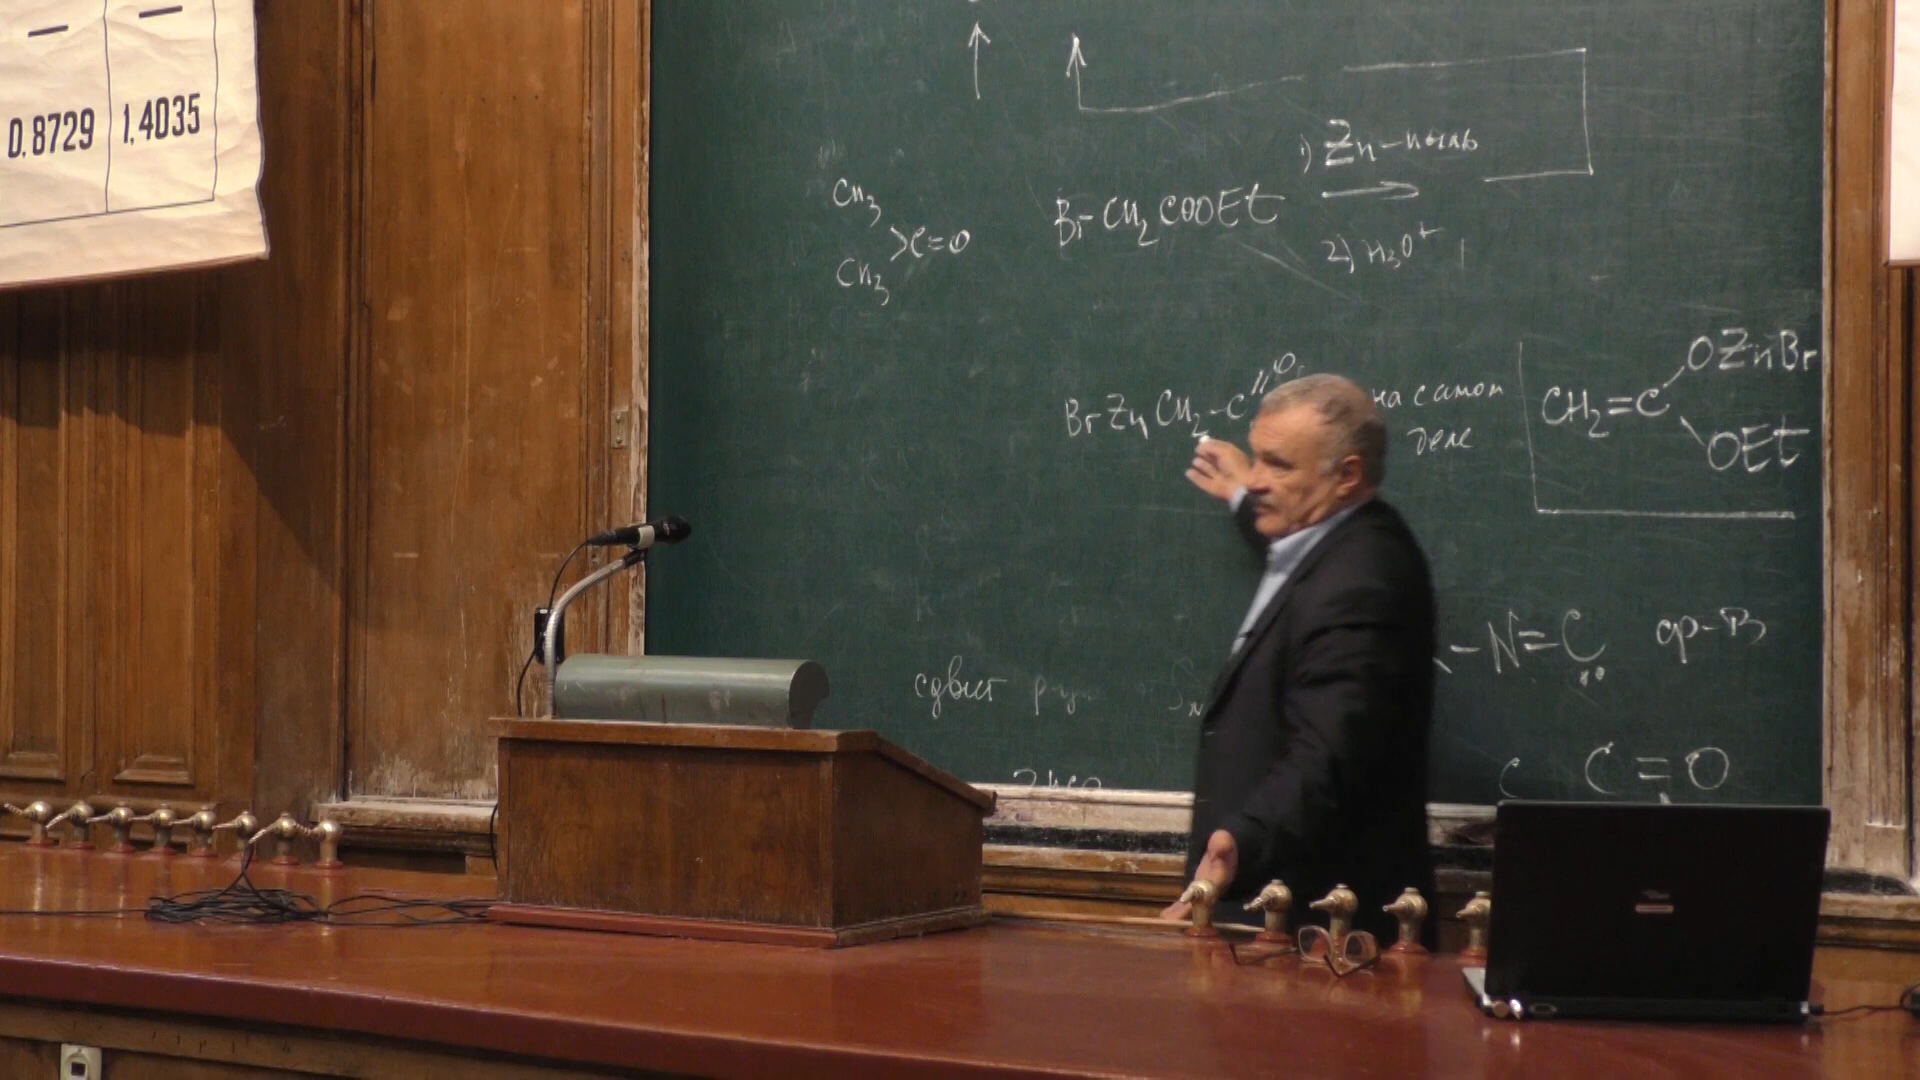 0,8729 1,4035
1) Zn-пыль
CH3
>C=O
CH3
Br-CH2COOEt
2) H3O+
BrZnCH2-C=O
на самом
деле
CH2=C
OZnBr
OEt
-N=C
сдвиг
C=O